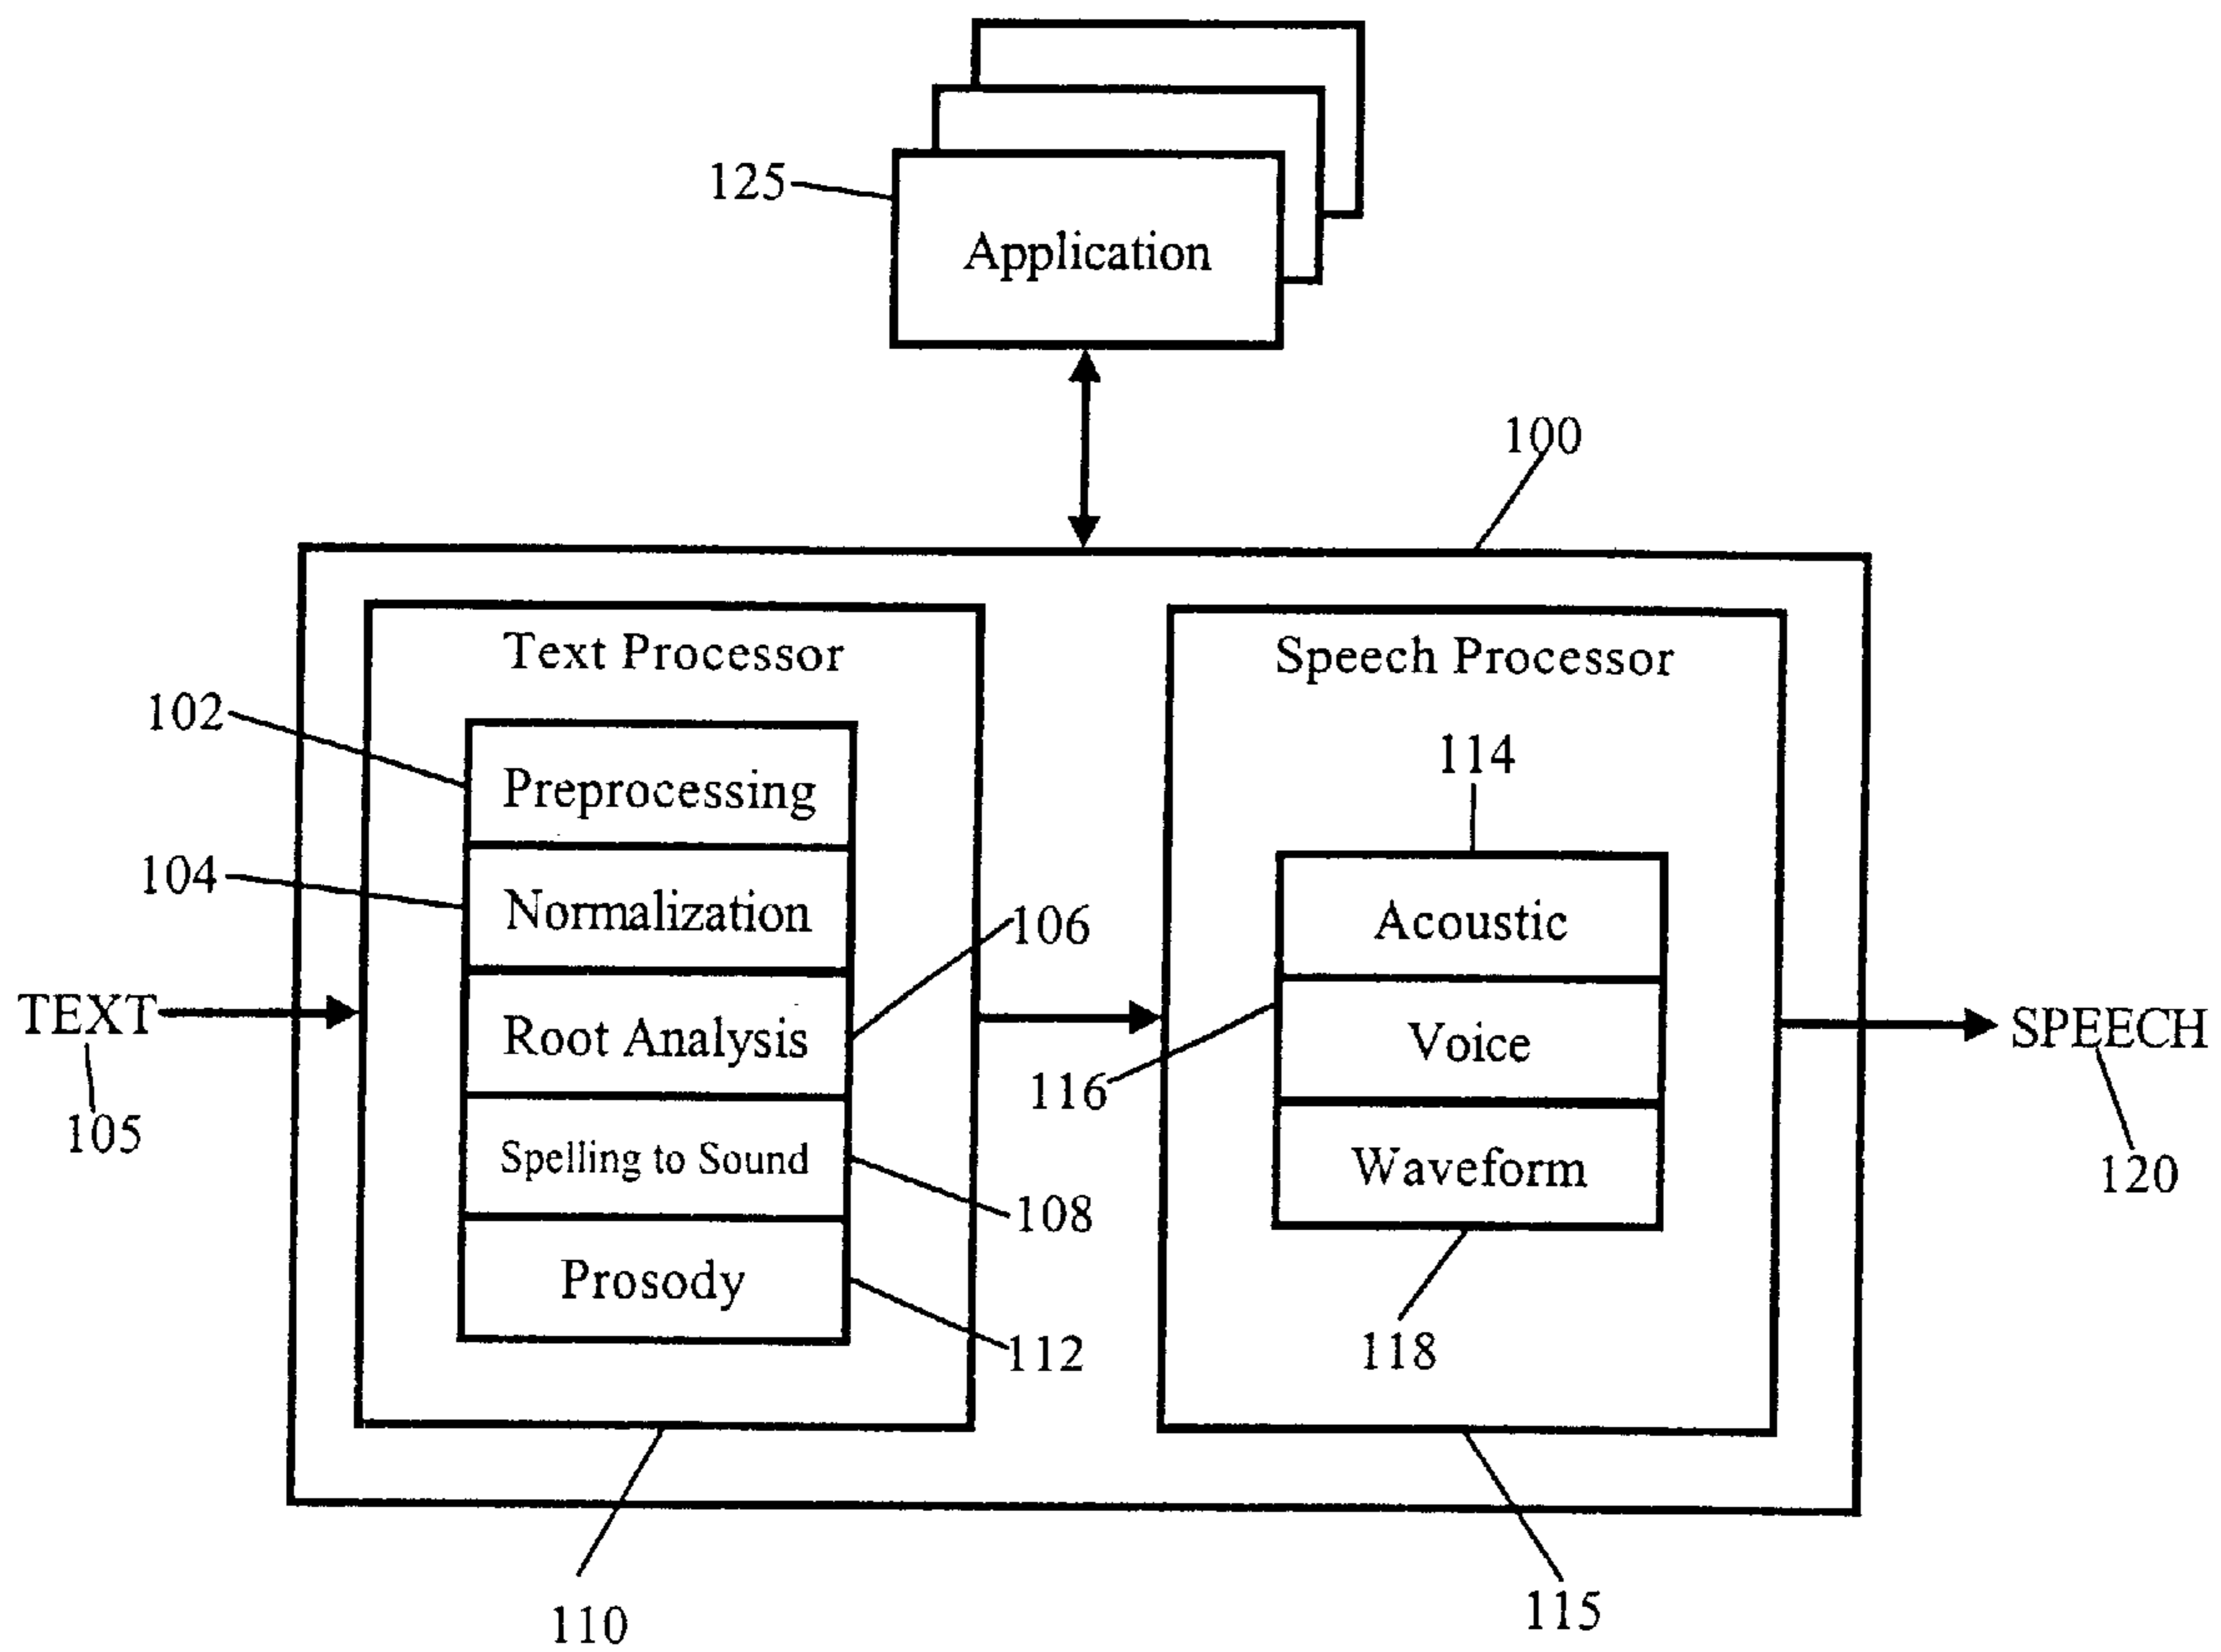 125
Application
100
Text Processor
Speech Processor
102
Preprocessing
114
104
Normalization
106
Acoustic
TEXT
105
Root Analysis
116
Voice
SPEECH
120
Spelling to Sound
108
Waveform
Prosody
112
118
110
115